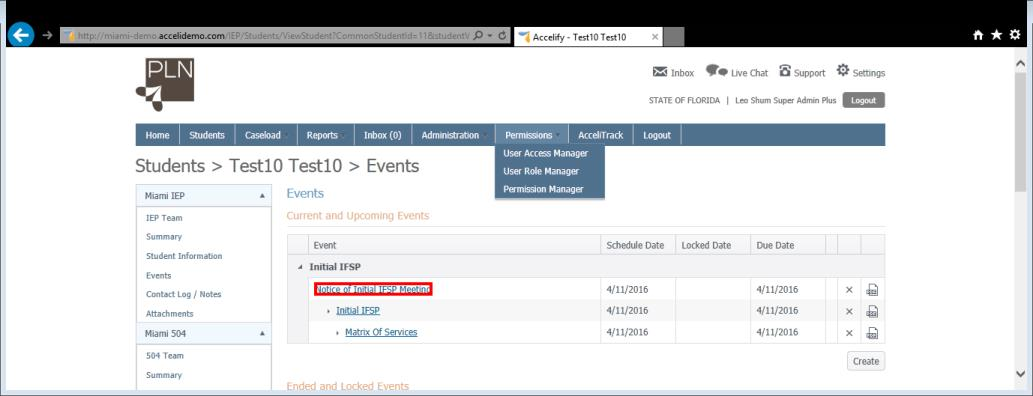 http://miami-demo.accelidemo.com/IEP/Students/ViewStudent?CommonStudentId=11&studentV
Accelify - Test10 Test10
PLN
Inbox Live Chat Support Settings
STATE OF FLORIDA | Leo Shum Super Admin Plus Logout
Home Students Caseload Reports Inbox (0) Administration Permissions AcceliTrack Logout
User Access Manager
User Role Manager
Permission Manager
Students > Test10 Test10 > Events
Miami IEP
IEP Team
Summary
Student Information
Events
Contact Log / Notes
Attachments
Miami 504
504 Team
Summary
Events
Current and Upcoming Events
Event Schedule Date Locked Date Due Date
Initial IFSP
Notice of Initial IFSP Meeting 4/11/2016 4/11/2016
Initial IFSP 4/11/2016 4/11/2016
Matrix Of Services 4/11/2016 4/11/2016
Create
Ended and Locked Events